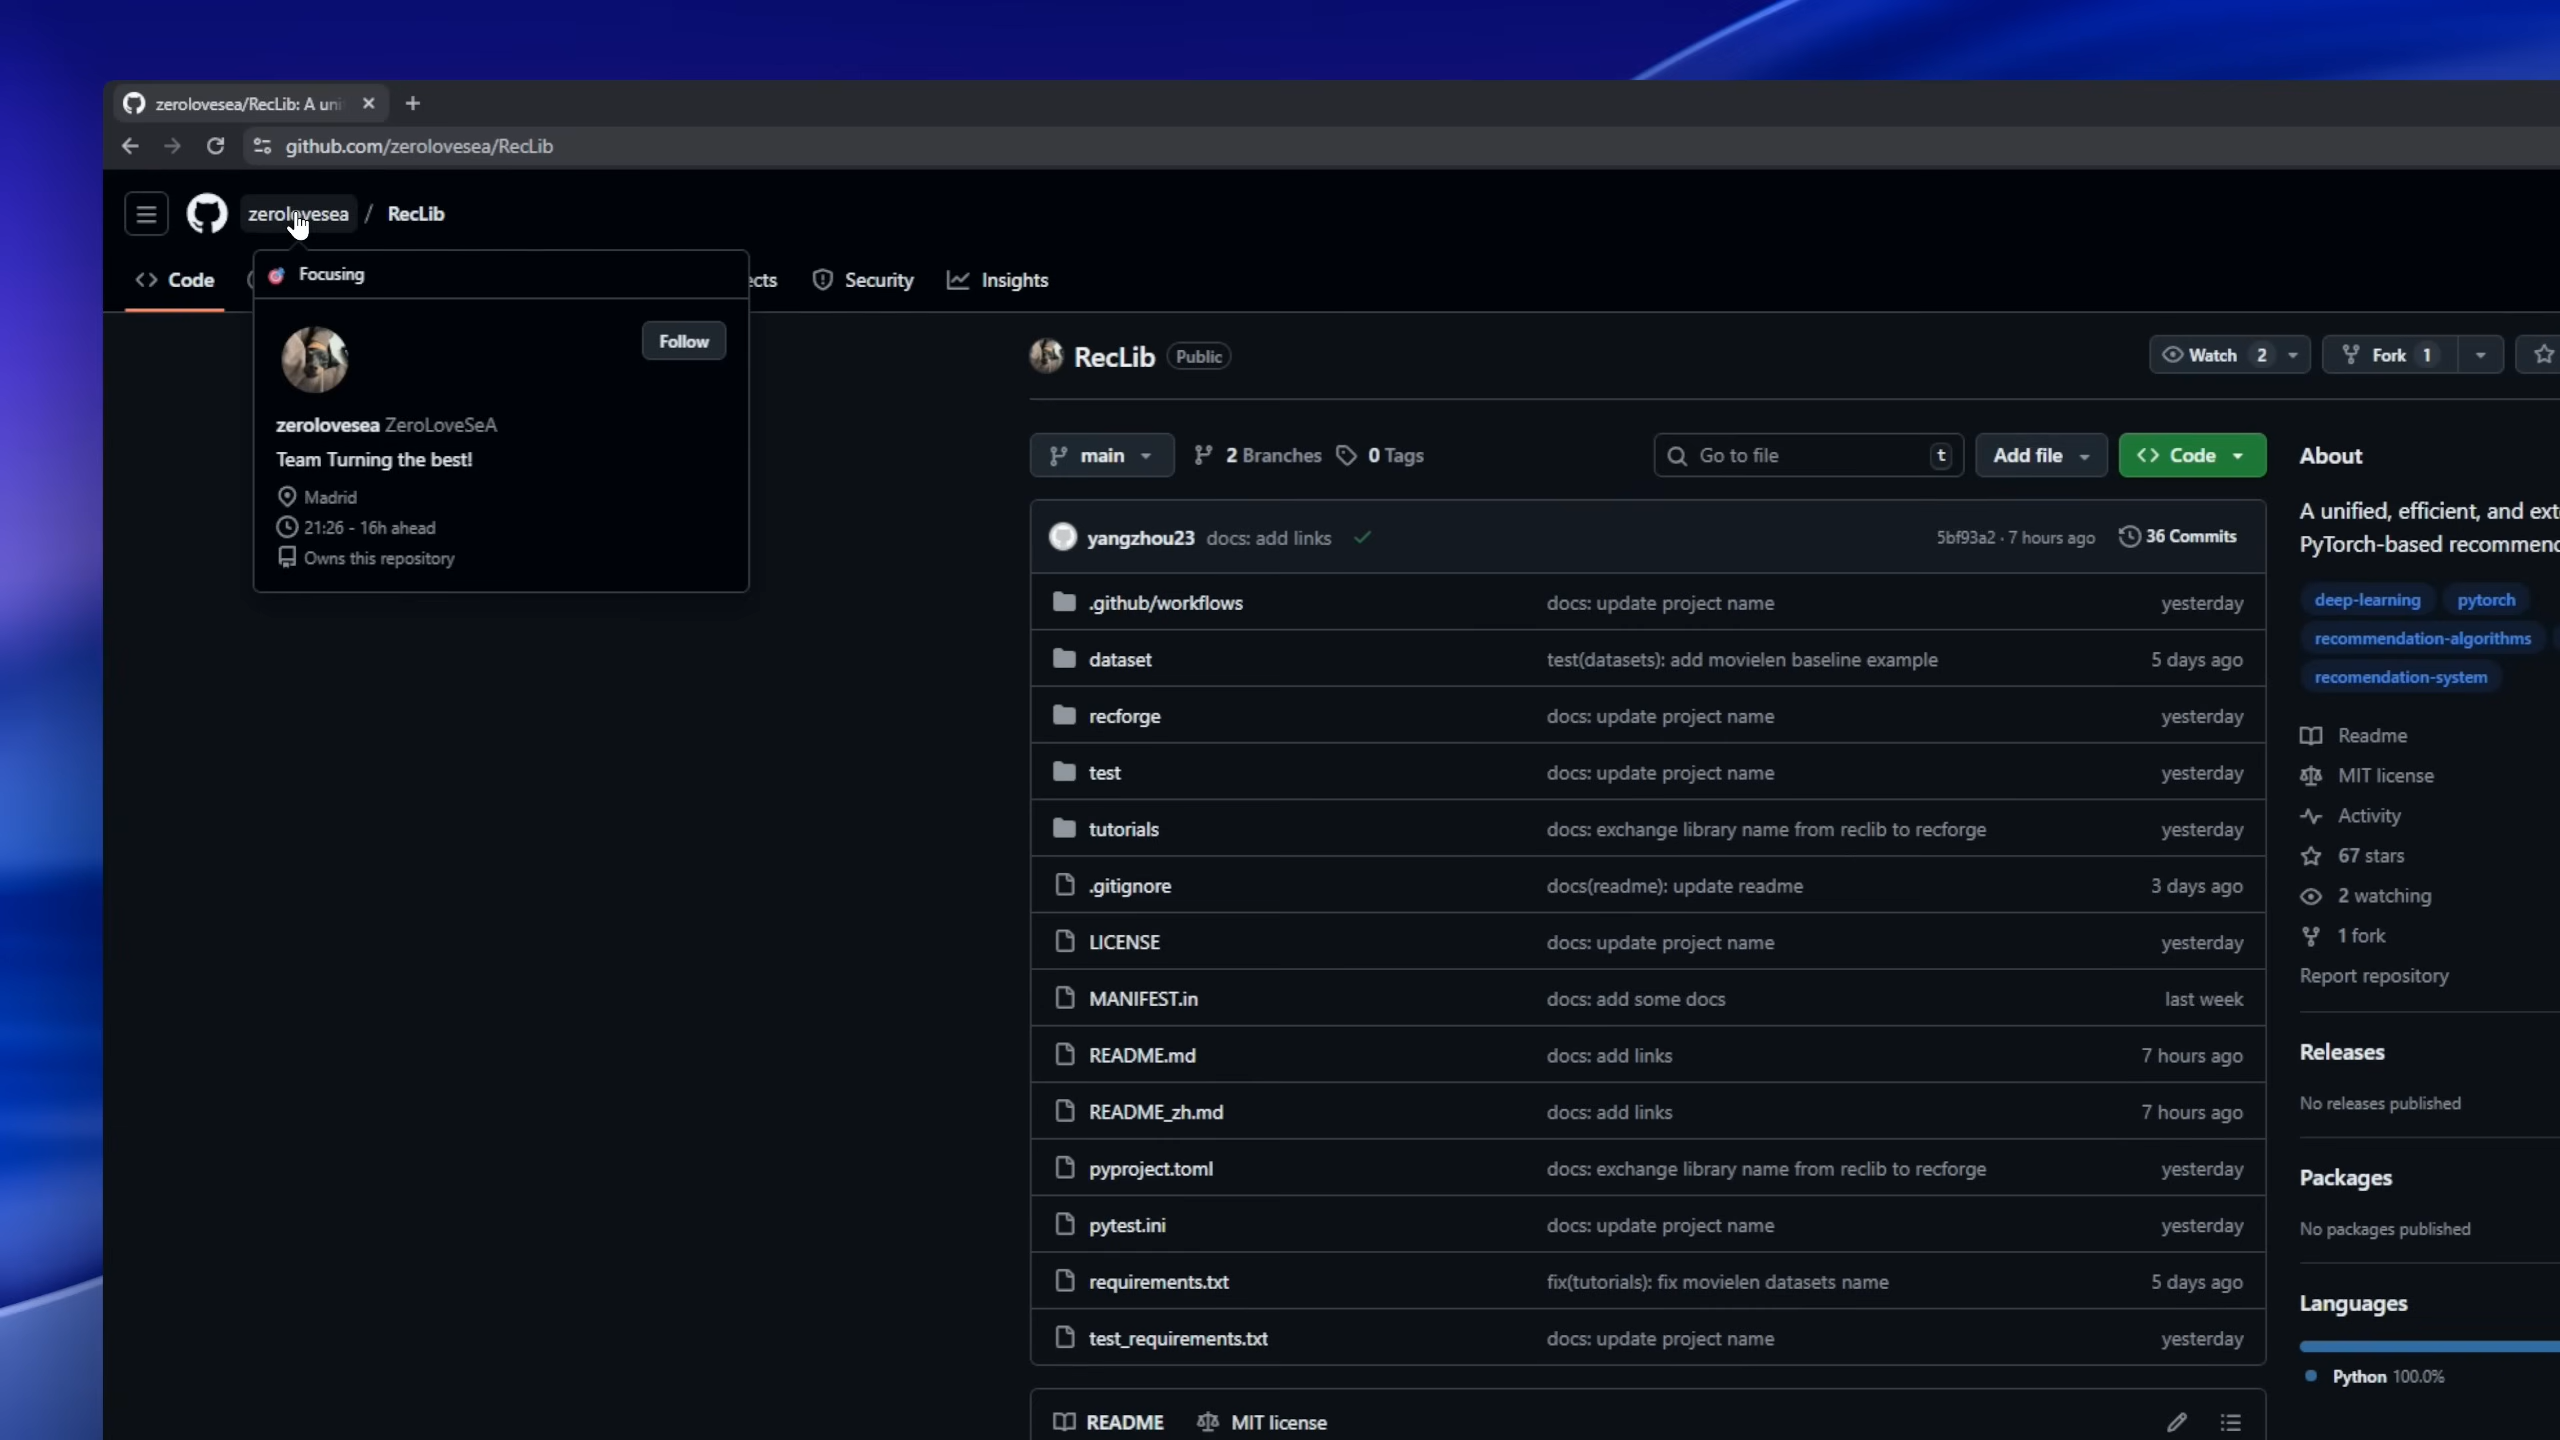 zerolovesea/RecLib: A uni
github.com/zerolovesea/RecLib
zerolovesea / RecLib
Code
ects
Security
Insights
Focusing
Follow
zerolovesea ZeroLoveSeA
Team Turning the best!
Madrid
21:26 - 16h ahead
Owns this repository
RecLib Public
Watch 2
Fork 1
main
2 Branches
0 Tags
Go to file t
Add file
Code
yangzhou23 docs: add links 5bf93a2 · 7 hours ago 36 Commits
.github/workflows docs: update project name yesterday
dataset test(datasets): add movielen baseline example 5 days ago
recforge docs: update project name yesterday
test docs: update project name yesterday
tutorials docs: exchange library name from reclib to recforge yesterday
.gitignore docs(readme): update readme 3 days ago
LICENSE docs: update project name yesterday
MANIFEST.in docs: add some docs last week
README.md docs: add links 7 hours ago
README_zh.md docs: add links 7 hours ago
pyproject.toml docs: exchange library name from reclib to recforge yesterday
pytest.ini docs: update project name yesterday
requirements.txt fix(tutorials): fix movielen datasets name 5 days ago
test_requirements.txt docs: update project name yesterday
README
MIT license
About
A unified, efficient, and ext
PyTorch-based recommend
deep-learning pytorch
recommendation-algorithms
recomendation-system
Readme
MIT license
Activity
67 stars
2 watching
1 fork
Report repository
Releases
No releases published
Packages
No packages published
Languages
Python 100.0%